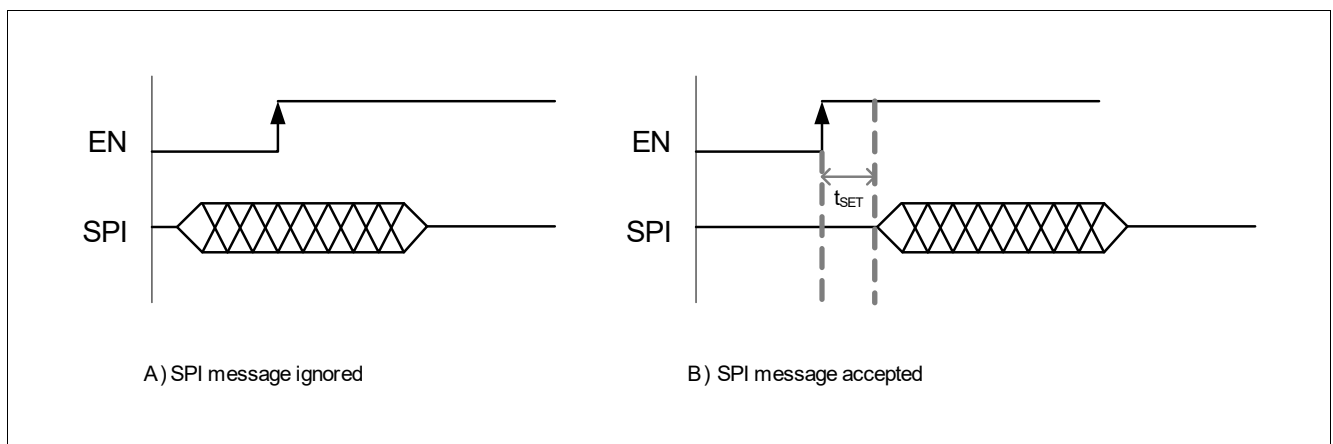 EN
SPI
A) SPI message ignored
EN
tSET
SPI
B) SPI message accepted